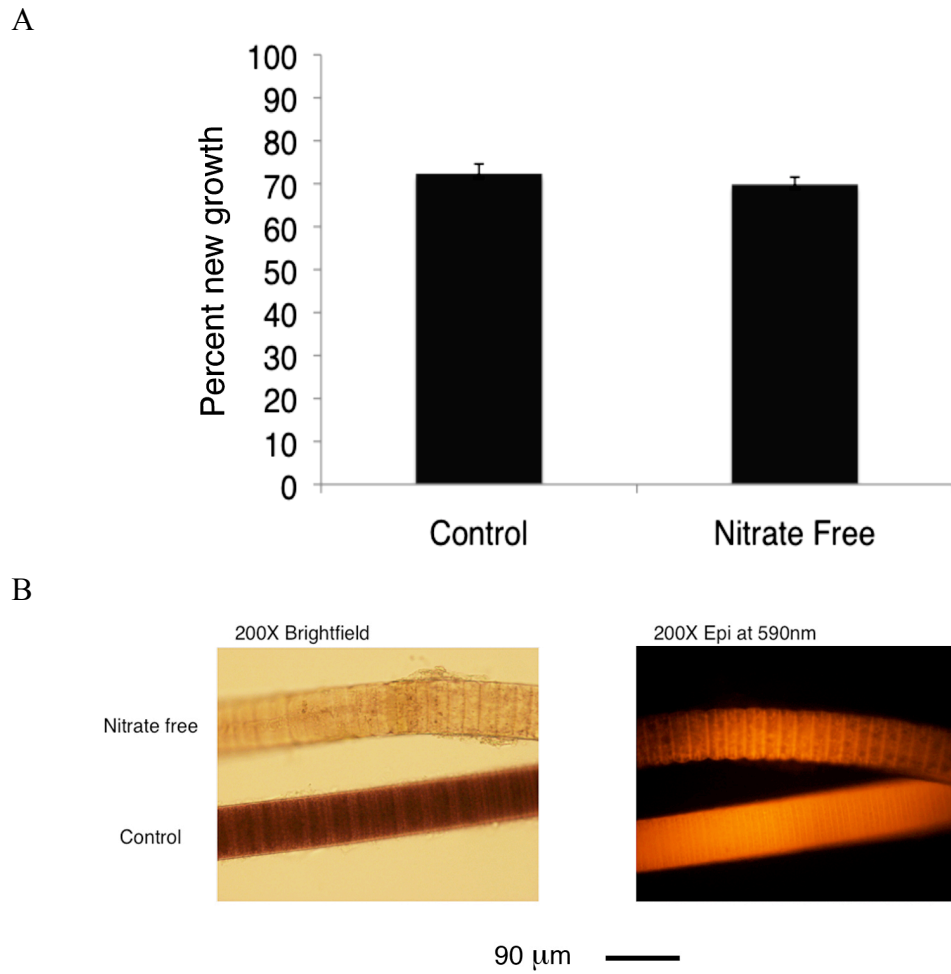 A
Percent new growth
100
90
80
70
60
50
40
30
20
10
0
Control
Nitrate Free
B
200X Brightfield
200X Epi at 590nm
Nitrate free
Control
90 µm